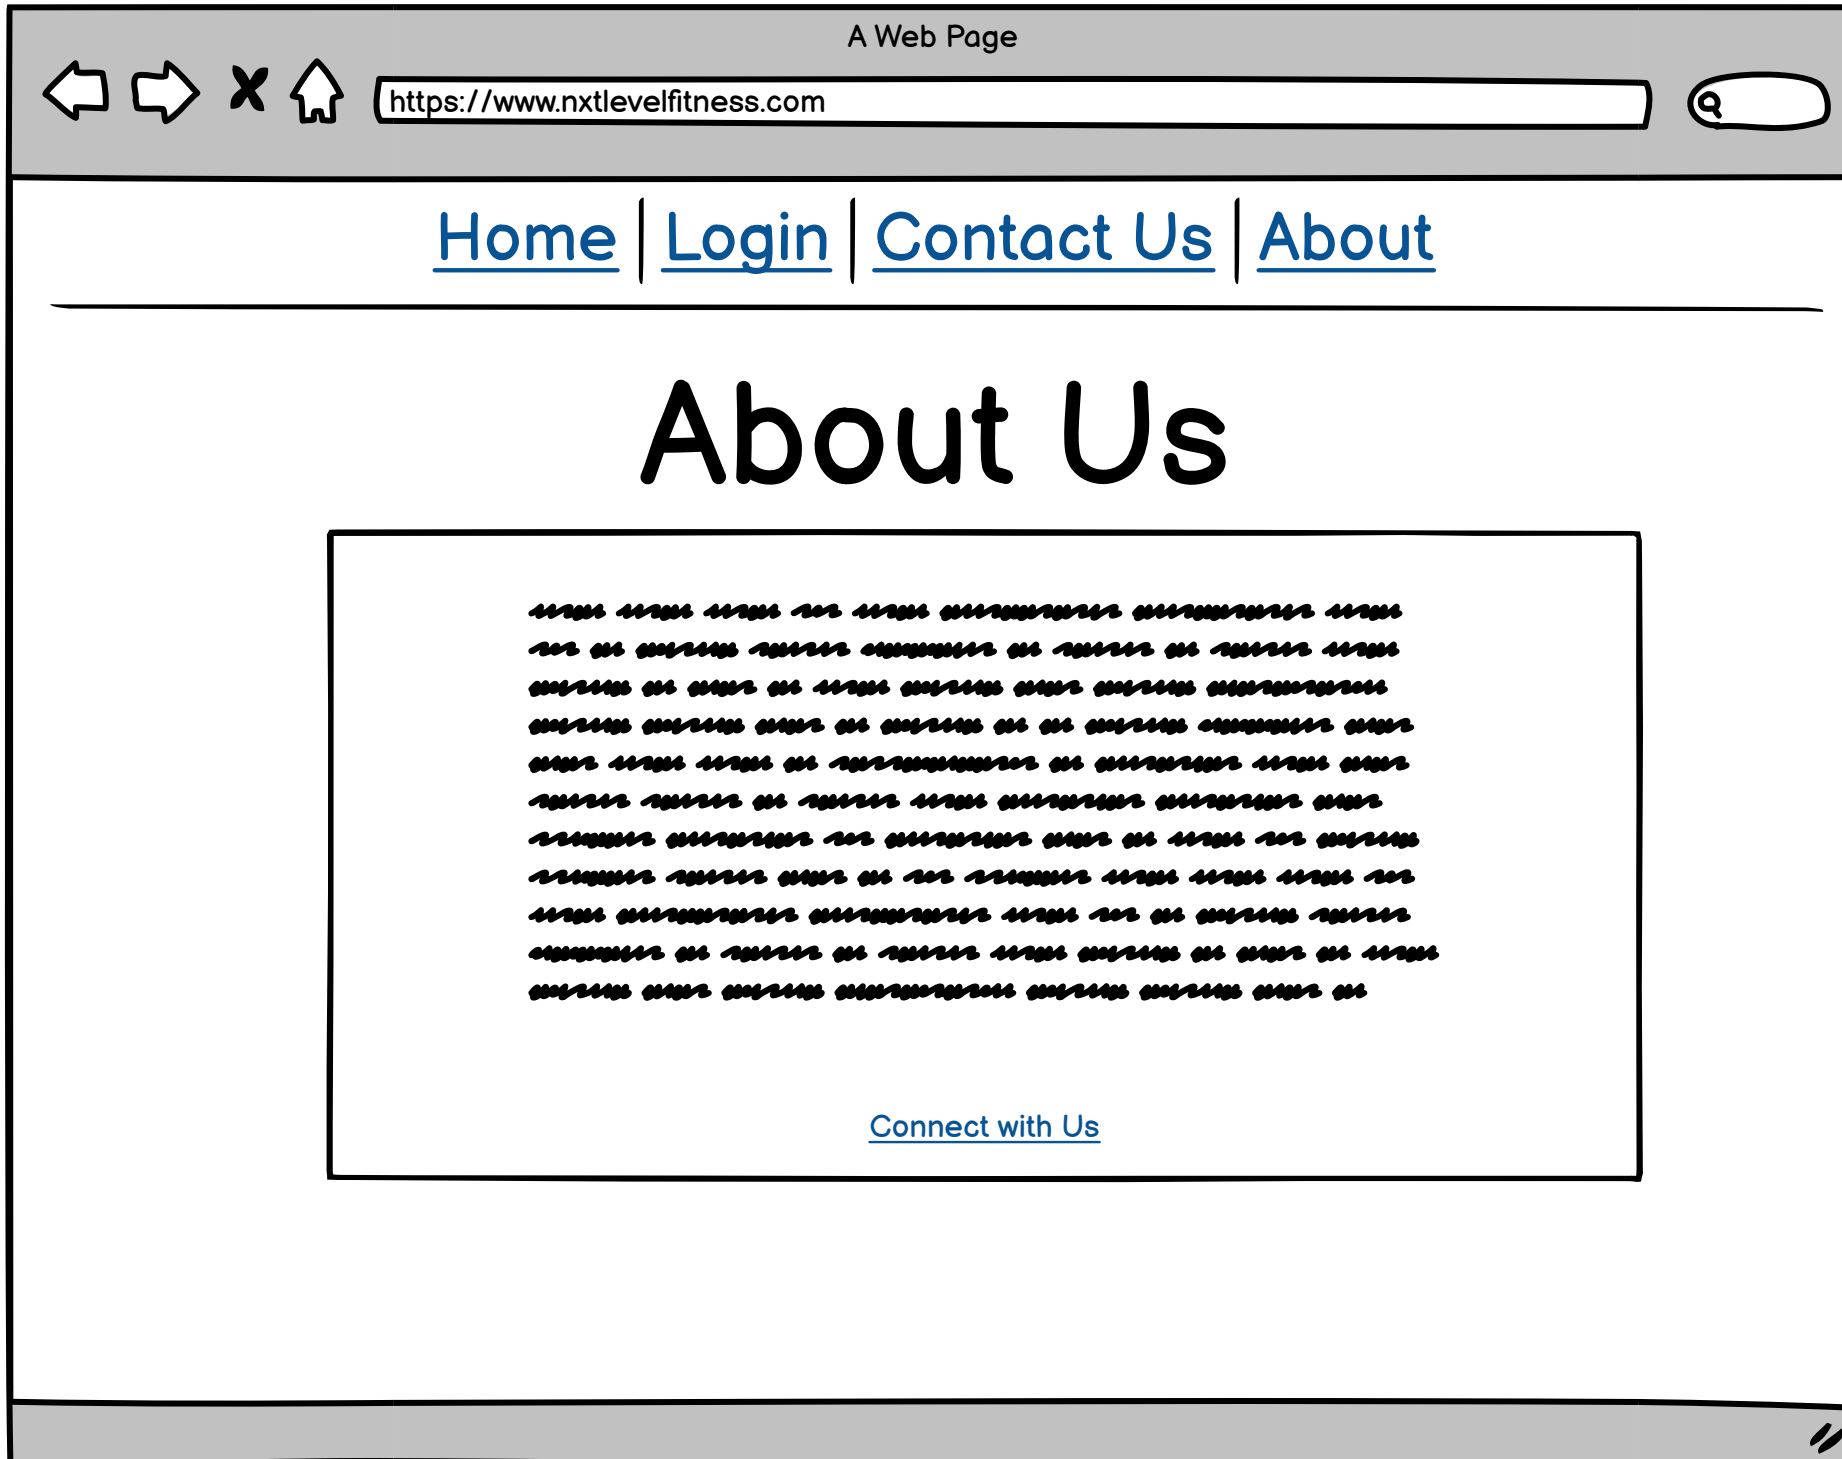 A Web Page
https://www.nxtlevelfitness.com
Home Login Contact Us About
About Us
Connect with Us